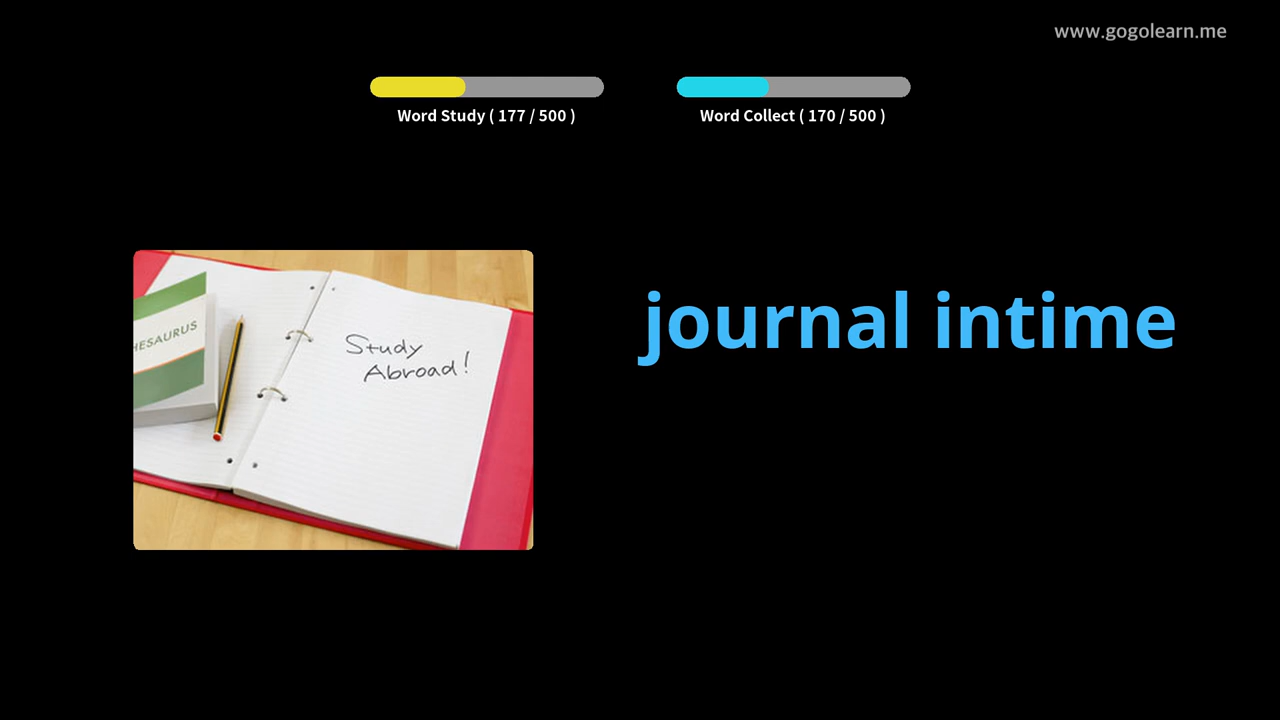 www.gogolearn.me
Word Study ( 177 / 500 )
Word Collect ( 170 / 500 )
HESAURUS
Study
Abroad!
journal intime